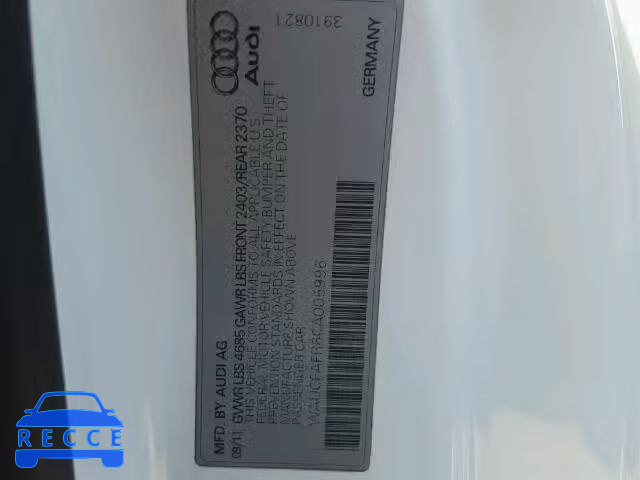 3910821
Audi
GERMANY
MFD. BY AUDI AG
09/11 GVWR LBS 4685 GAWR LBS FRONT 2403/REAR 2370
THIS VEHICLE CONFORMS TO ALL APPLICABLE U.S.
FEDERAL MOTOR VEHICLE SAFETY BUMPER AND THEFT
PREVENTION STANDARDS IN EFFECT ON THE DATE OF
MANUFACTURE SHOWN ABOVE
PASSENGER CAR
RECCE